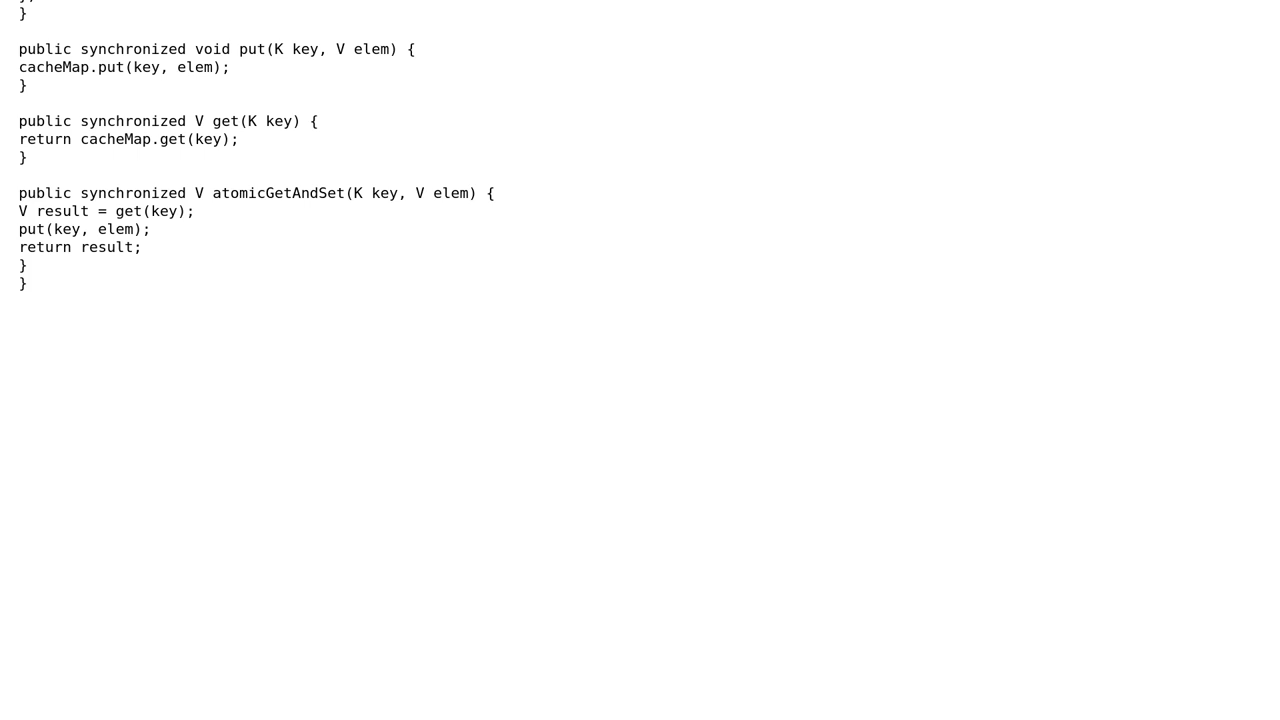 }
public synchronized void put(K key, V elem) {
cacheMap.put(key, elem);
}
public synchronized V get(K key) {
return cacheMap.get(key);
}
public synchronized V atomicGetAndSet(K key, V elem) {
V result = get(key);
put(key, elem);
return result;
}
}